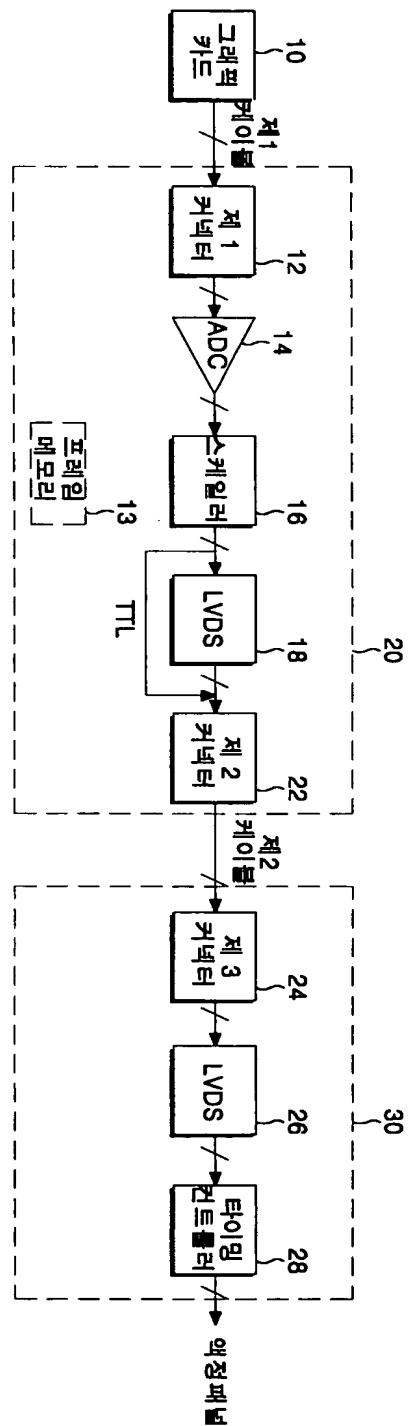 그래픽
카드
10
제1
케이블
제 1
커넥터
12
ADC
14
스케일러
16
프레임
메모리
13
TTL
LVDS
18
제 2
커넥터
22
20
제2
케이블
제 3
커넥터
24
LVDS
26
타이밍
컨트롤러
28
30
액정패널